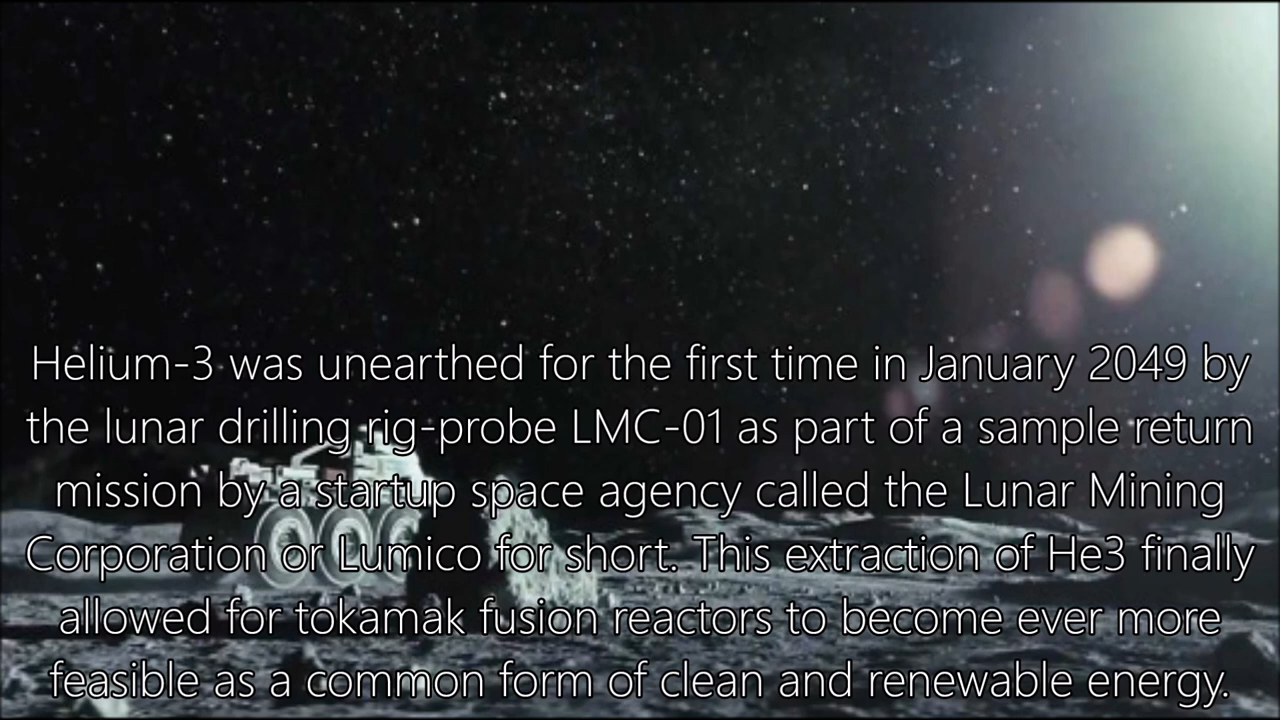 Helium-3 was unearthed for the first time in January 2049 by
the lunar drilling rig-probe LMC-01 as part of a sample return
mission by a startup space agency called the Lunar Mining
Corporation or Lumico for short. This extraction of He3 finally
allowed for tokamak fusion reactors to become ever more
feasible as a common form of clean and renewable energy.